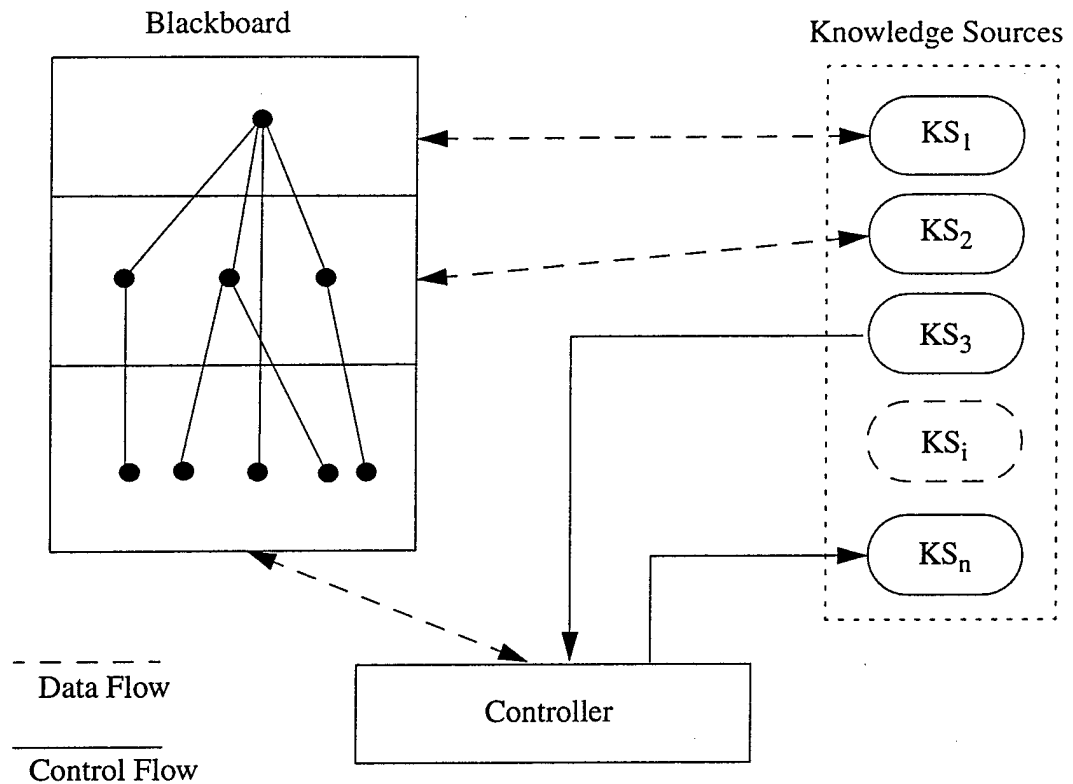 Blackboard
Knowledge Sources
KS1
KS2
KS3
KSi
KSn
Controller
Data Flow
Control Flow